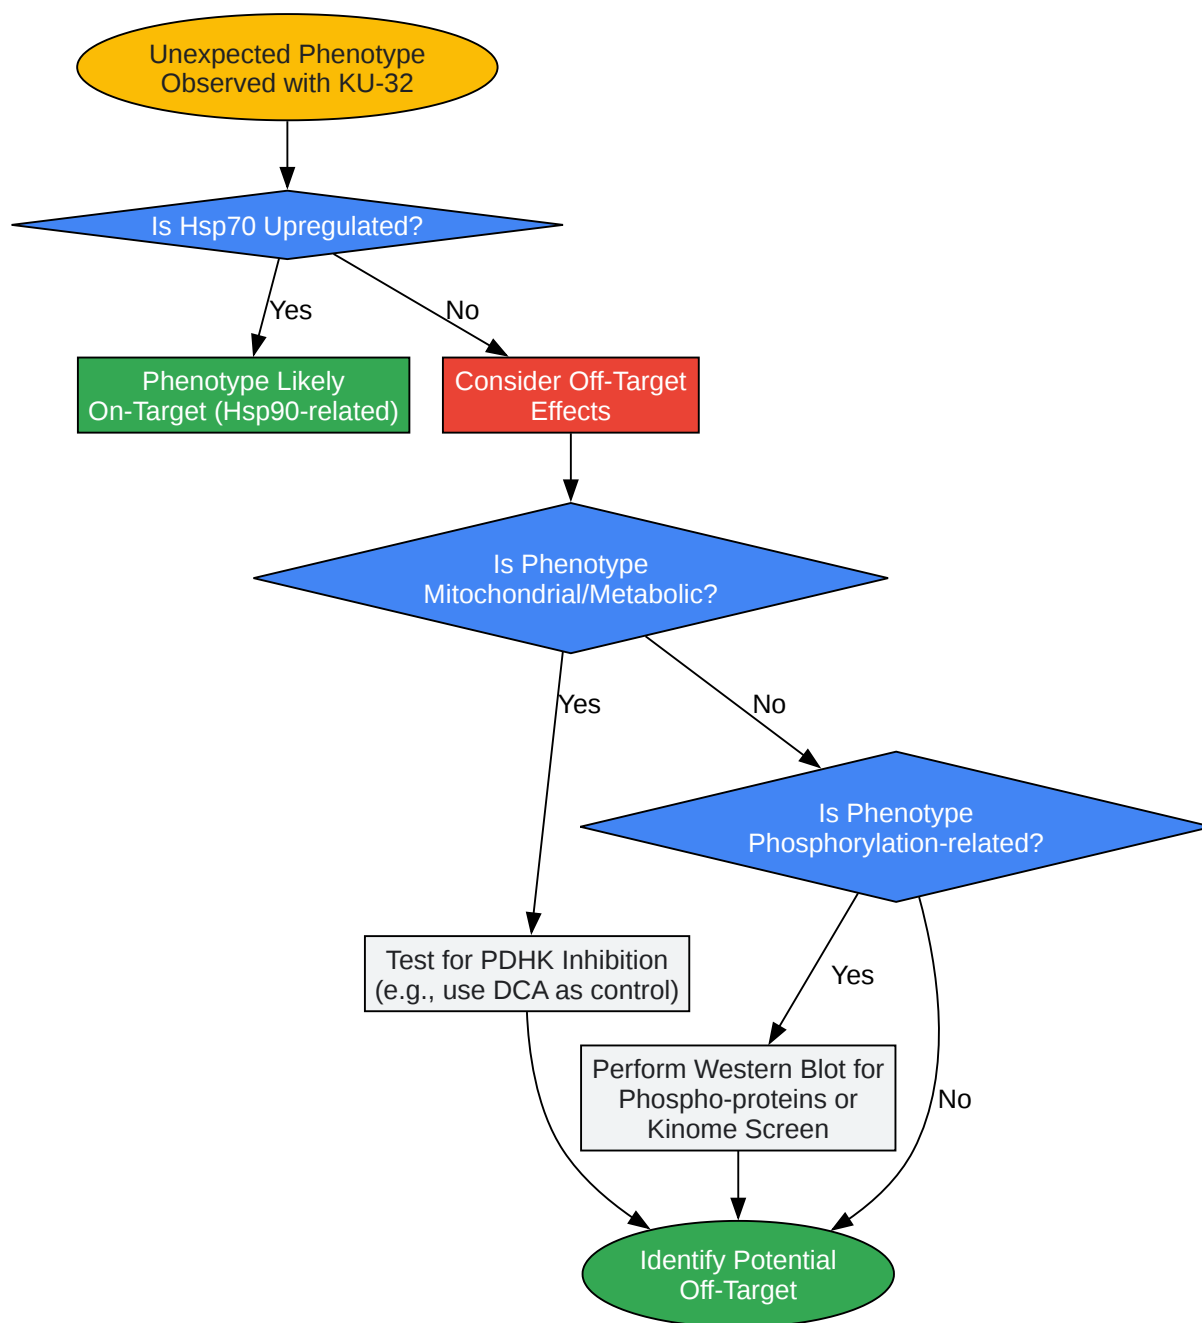 Unexpected Phenotype
Observed with KU-32
Is Hsp70 Upregulated?
Yes
No
Phenotype Likely
On-Target (Hsp90-related)
Consider Off-Target
Effects
Is Phenotype
Mitochondrial/Metabolic?
Yes
No
Is Phenotype
Phosphorylation-related?
Test for PDHK Inhibition
(e.g., use DCA as control)
Yes
No
Perform Western Blot for
Phospho-proteins or
Kinome Screen
Identify Potential
Off-Target